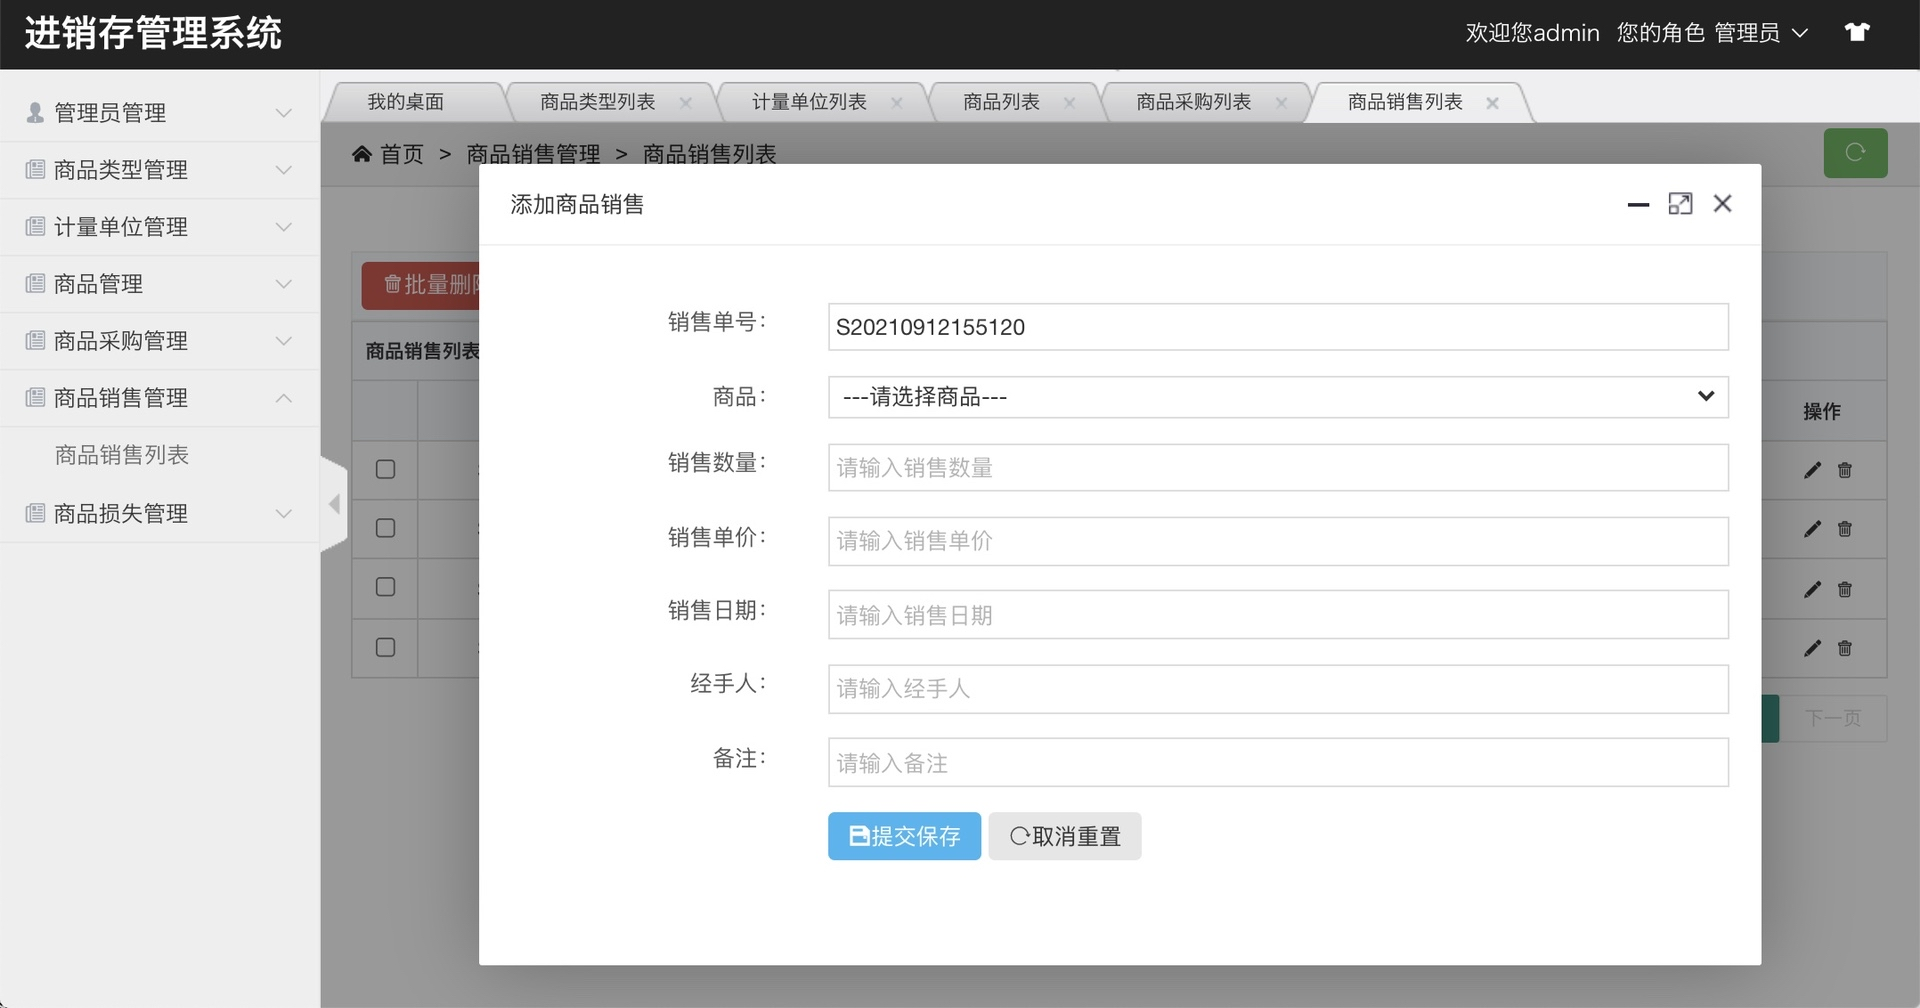 进销存管理系统
欢迎您admin 您的角色 管理员
管理员管理
商品类型管理
计量单位管理
商品管理
商品采购管理
商品销售管理
商品销售列表
商品损失管理
我的桌面 商品类型列表 计量单位列表 商品列表 商品采购列表 商品销售列表
首页 > 商品销售管理 > 商品销售列表
批量删
商品销售列表
操作
下一页
添加商品销售
销售单号: S20210912155120
商品: ---请选择商品---
销售数量: 请输入销售数量
销售单价: 请输入销售单价
销售日期: 请输入销售日期
经手人: 请输入经手人
备注: 请输入备注
提交保存 取消重置